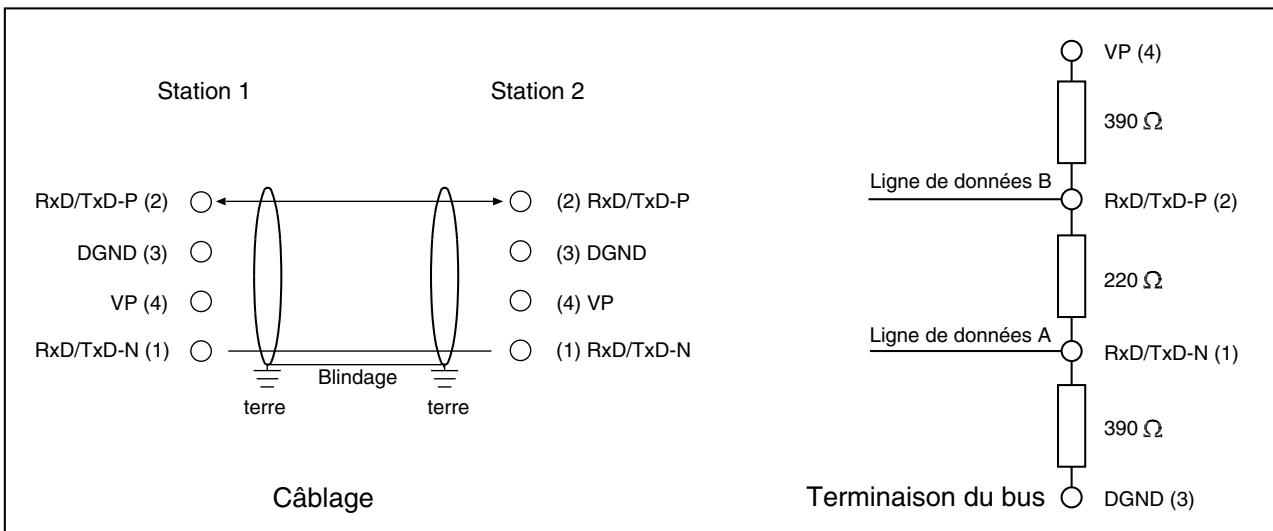 Station 1
Station 2
RxD/TxD-P (2)
(2) RxD/TxD-P
DGND (3)
(3) DGND
VP (4)
(4) VP
RxD/TxD-N (1)
(1) RxD/TxD-N
Blindage
terre
terre
Câblage
VP (4)
390 Ω
Ligne de données B
RxD/TxD-P (2)
220 Ω
Ligne de données A
RxD/TxD-N (1)
390 Ω
Terminaison du bus
DGND (3)